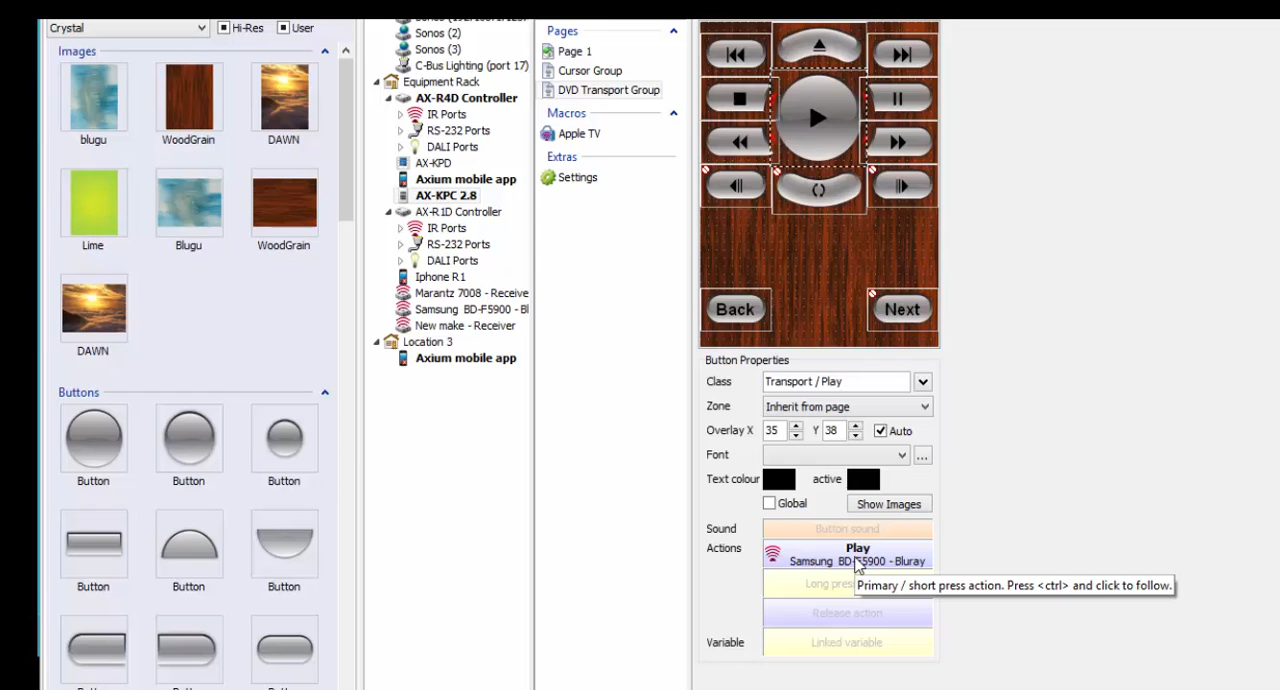 Crystal
Hi-Res
User
Images
blugu
WoodGrain
DAWN
Lime
Blugu
WoodGrain
DAWN
Buttons
Button
Button
Button
Button
Button
Button
Sonos (2)
Sonos (3)
C-Bus Lighting (port 17)
Equipment Rack
AX-R4D Controller
IR Ports
RS-232 Ports
DALI Ports
AX-KPD
Axium mobile app
AX-KPC 2.8
AX-R1D Controller
IR Ports
RS-232 Ports
DALI Ports
Iphone R1
Marantz 7008 - Receive
Samsung BD-F5900 - Bl
New make - Receiver
Location 3
Axium mobile app
Pages
Page 1
Cursor Group
DVD Transport Group
Macros
Apple TV
Extras
Settings
Back
Next
Button Properties
Class
Transport / Play
Zone
Inherit from page
Overlay X
35
Y
38
Auto
Font
...
Text colour
active
Global
Show Images
Sound
Button sound
Actions
Play
Samsung BD-F5900 - Bluray
Long pres
Primary / short press action. Press <ctrl> and click to follow.
Release action
Variable
Linked variable